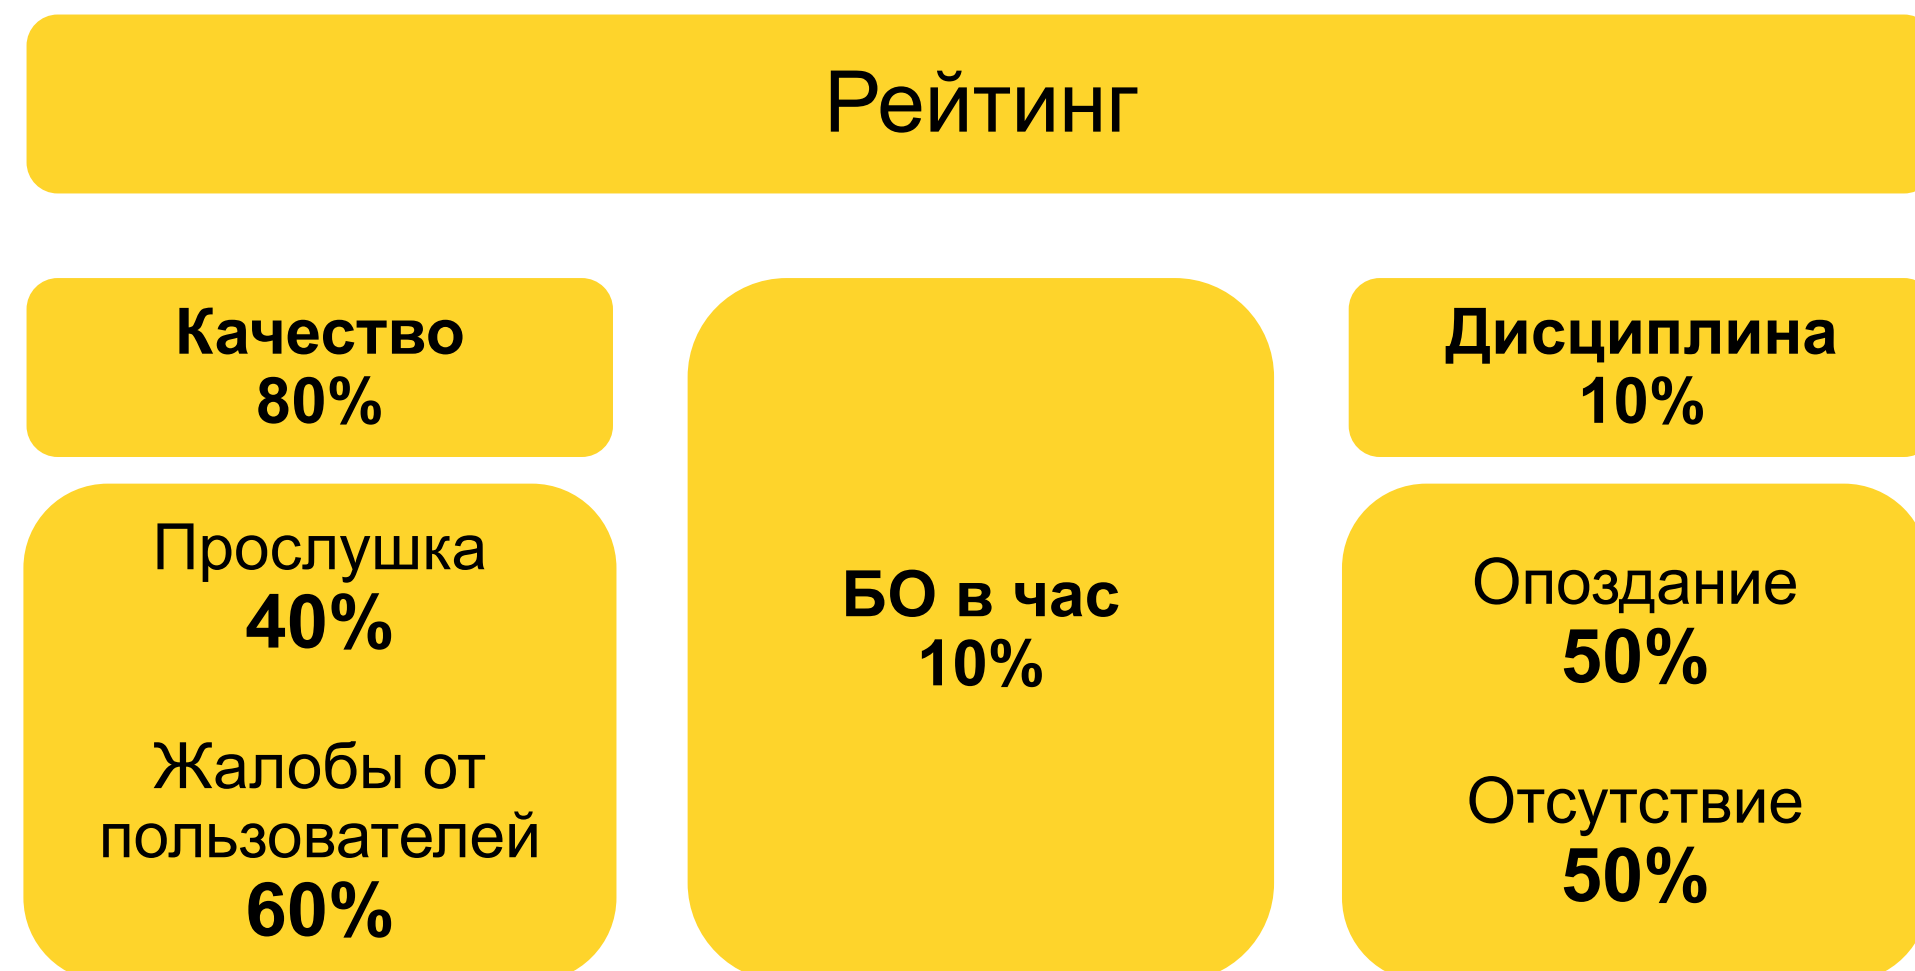 Рейтинг
Качество
80%
Прослушка
40%
Жалобы от
пользователей
60%
БО в час
10%
Дисциплина
10%
Опоздание
50%
Отсутствие
50%